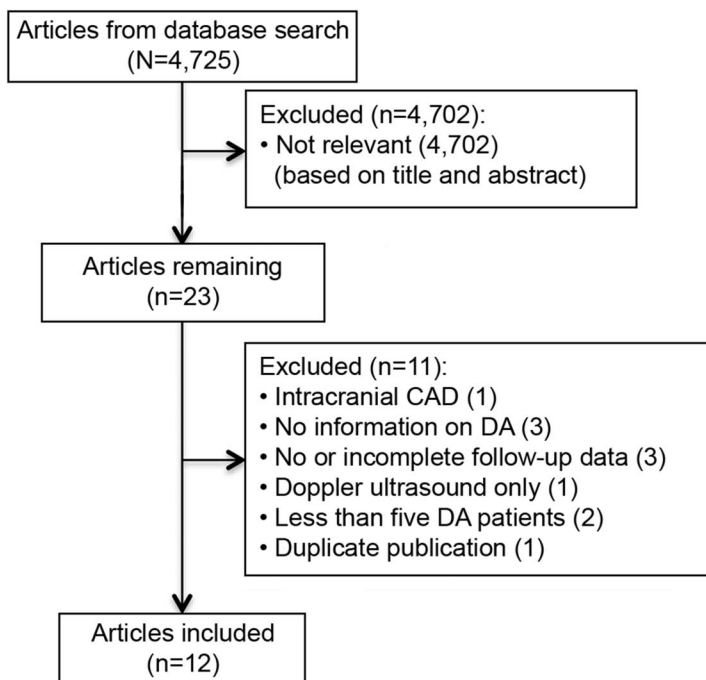 Articles from database search
(N=4,725)
Excluded (n=4,702):
• Not relevant (4,702)
(based on title and abstract)
Articles remaining
(n=23)
Excluded (n=11):
• Intracranial CAD (1)
• No information on DA (3)
• No or incomplete follow-up data (3)
• Doppler ultrasound only (1)
• Less than five DA patients (2)
• Duplicate publication (1)
Articles included
(n=12)